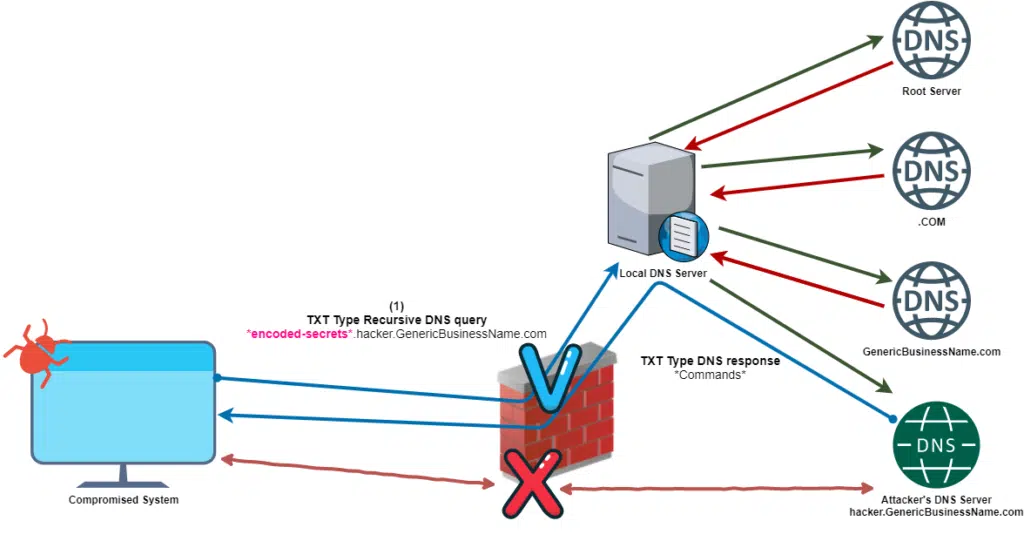 DNS
Root Server
DNS
.COM
Local DNS Server
DNS
GenericBusinessName.com
(1)
TXT Type Recursive DNS query
*encoded-secrets*.hacker.GenericBusinessName.com
TXT Type DNS response
*Commands*
V
X
Compromised System
DNS
Attacker's DNS Server
hacker.GenericBusinessName.com